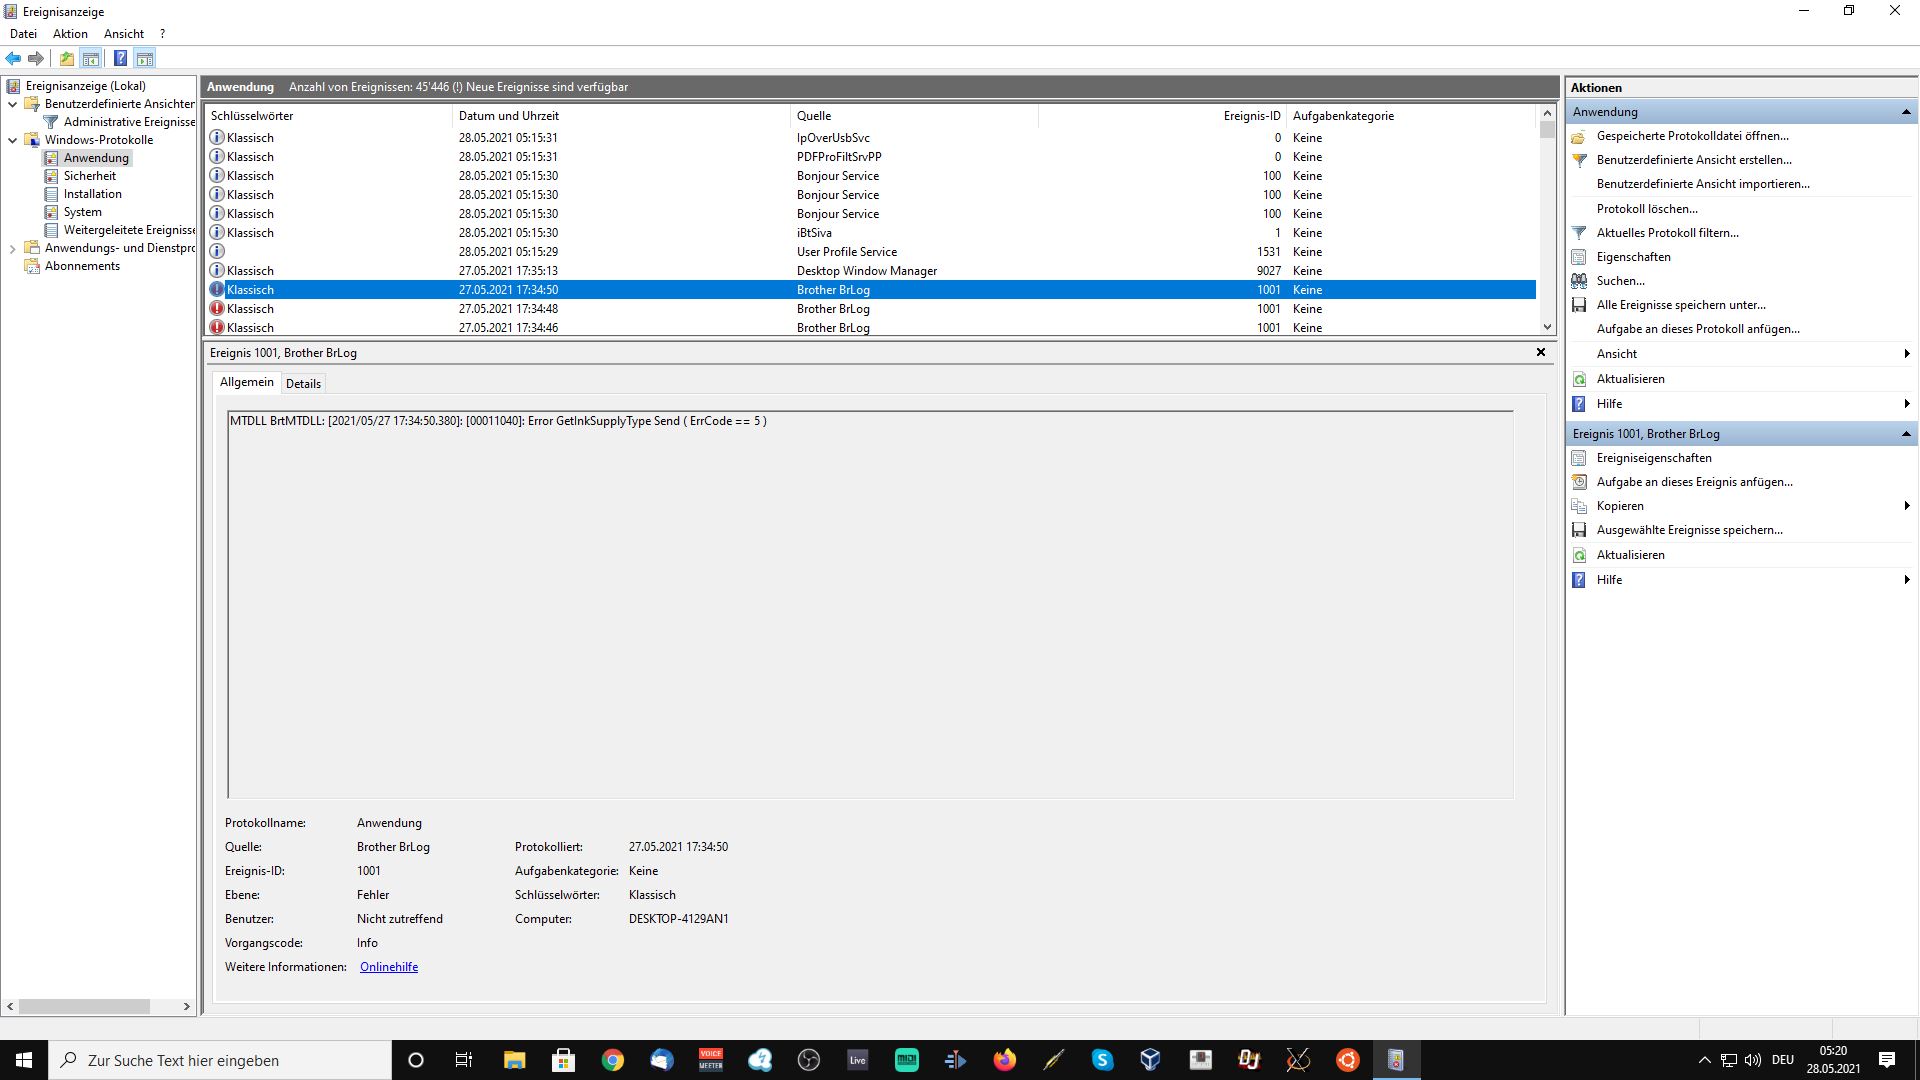 Ereignisanzeige
Datei Aktion Ansicht ?
Ereignisanzeige (Lokal)
Benutzerdefinierte Ansichten
Administrative Ereignisse
Windows-Protokolle
Anwendung
Sicherheit
Installation
System
Weitergeleitete Ereignisse
Anwendungs- und Dienstpro
Abonnements
Anwendung Anzahl von Ereignissen: 45'446 (!) Neue Ereignisse sind verfügbar
Schlüsselwörter Datum und Uhrzeit Quelle Ereignis-ID Aufgabenkategorie
Klassisch 28.05.2021 05:15:31 IpOverUsbSvc 0 Keine
Klassisch 28.05.2021 05:15:31 PDFProFiltSrvPP 0 Keine
Klassisch 28.05.2021 05:15:30 Bonjour Service 100 Keine
Klassisch 28.05.2021 05:15:30 Bonjour Service 100 Keine
Klassisch 28.05.2021 05:15:30 Bonjour Service 100 Keine
Klassisch 28.05.2021 05:15:30 iBtSiva 1 Keine
28.05.2021 05:15:29 User Profile Service 1531 Keine
Klassisch 27.05.2021 17:35:13 Desktop Window Manager 9027 Keine
Klassisch 27.05.2021 17:34:50 Brother BrLog 1001 Keine
Klassisch 27.05.2021 17:34:48 Brother BrLog 1001 Keine
Klassisch 27.05.2021 17:34:46 Brother BrLog 1001 Keine
Ereignis 1001, Brother BrLog
Allgemein Details
MTDLL BrtMTDLL: [2021/05/27 17:34:50.380]: [00011040]: Error GetInkSupplyType Send ( ErrCode == 5 )
Protokollname: Anwendung
Quelle: Brother BrLog Protokolliert: 27.05.2021 17:34:50
Ereignis-ID: 1001 Aufgabenkategorie: Keine
Ebene: Fehler Schlüsselwörter: Klassisch
Benutzer: Nicht zutreffend Computer: DESKTOP-4129AN1
Vorgangscode: Info
Weitere Informationen: Onlinehilfe
Aktionen
Anwendung
Gespeicherte Protokolldatei öffnen...
Benutzerdefinierte Ansicht erstellen...
Benutzerdefinierte Ansicht importieren...
Protokoll löschen...
Aktuelles Protokoll filtern...
Eigenschaften
Suchen...
Alle Ereignisse speichern unter...
Aufgabe an dieses Protokoll anfügen...
Ansicht
Aktualisieren
Hilfe
Ereignis 1001, Brother BrLog
Ereigniseigenschaften
Aufgabe an dieses Ereignis anfügen...
Kopieren
Ausgewählte Ereignisse speichern...
Aktualisieren
Hilfe
Zur Suche Text hier eingeben
VOICE
MEETER
Live
MIDI
DEU
05:20
28.05.2021